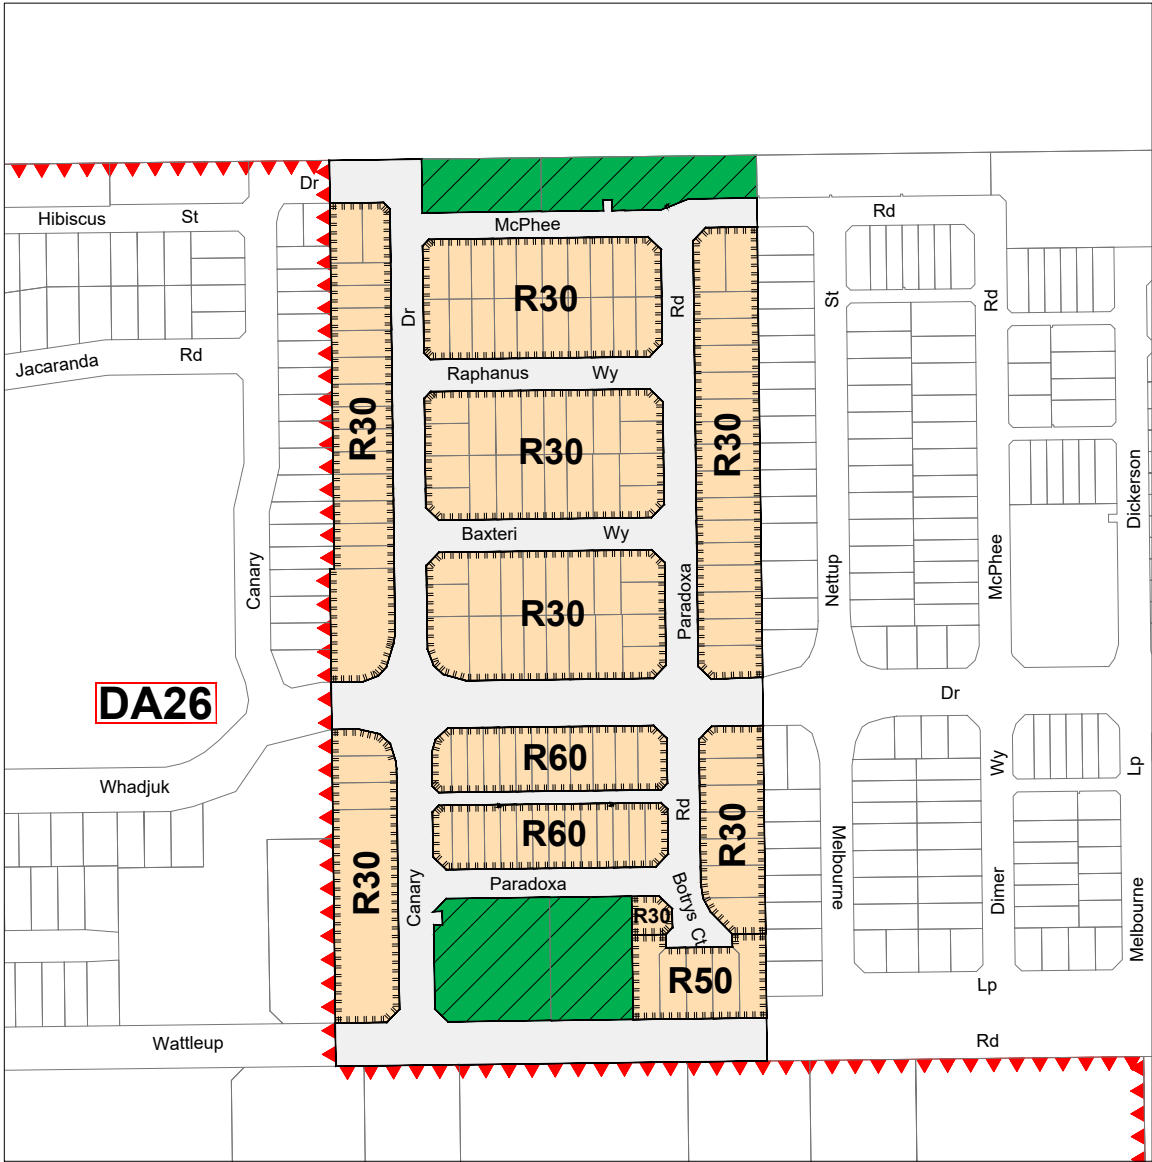 Dr
Hibiscus St
McPhee
Rd
R30
St
Rd
Dr
Rd
Jacaranda Rd
Raphanus Wy
R30
R30
R30
Dickerson
Baxteri Wy
Canary
Nettup
McPhee
Paradoxa
R30
DA26
Dr
Whadjuk
R60
Wy
Lp
R60
Rd
R30
Melbourne
R30
Canary
Paradoxa
Botrys Ct
Dimer
Melbourne
R30
R50
Lp
Wattleup
Rd